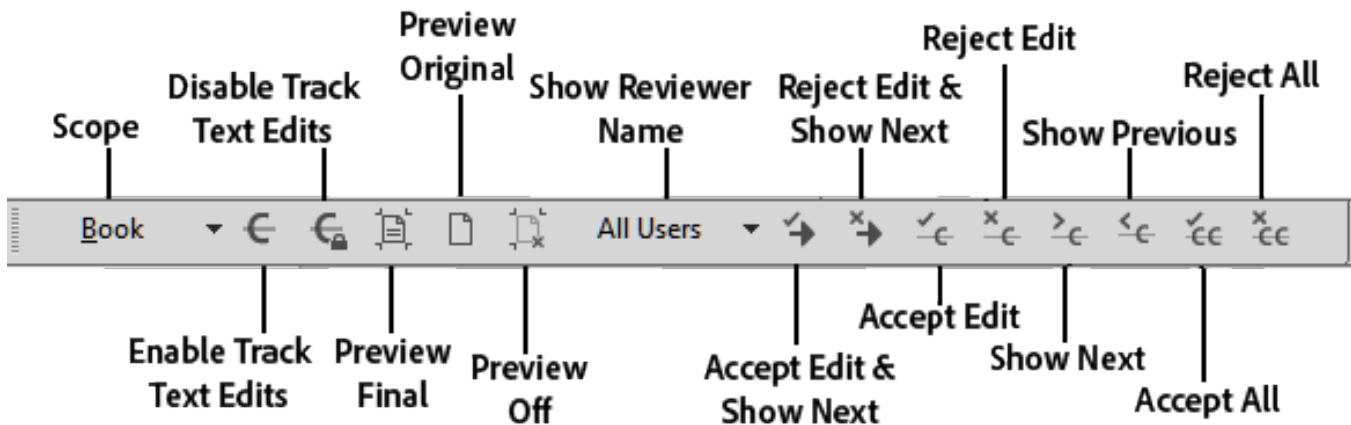 Preview
Original
Reject Edit
Disable Track
Text Edits
Show Reviewer
Name
Reject Edit &
Show Next
Reject All
Scope
Show Previous
Book
All Users
Accept Edit
Enable Track
Text Edits
Preview
Final
Preview
Off
Accept Edit &
Show Next
Show Next
Accept All